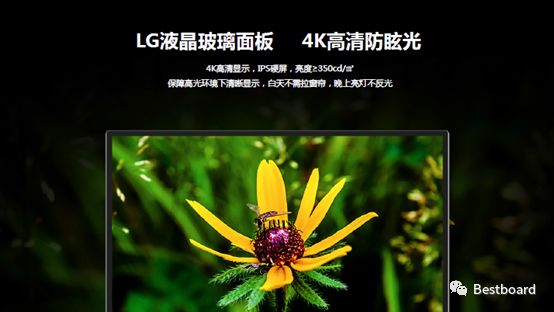 LG液晶玻璃面板 4K高清防眩光
4K高清显示，IPS硬屏，亮度≥350cd/㎡
保障高光环境下清晰显示，白天不需拉窗帘，晚上亮灯不反光
Bestboard